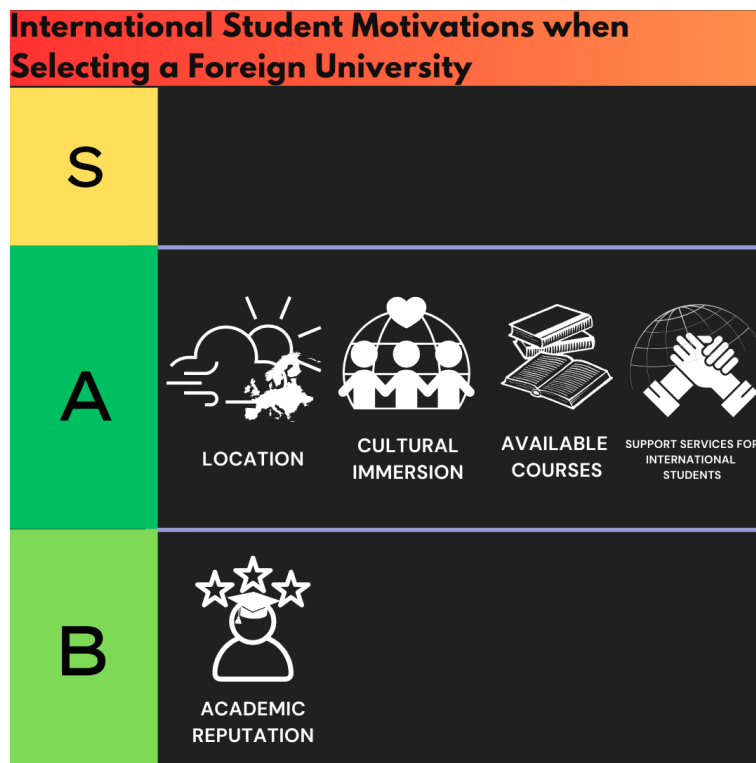 International Student Motivations when
Selecting a Foreign University
S
A
LOCATION
CULTURAL
IMMERSION
AVAILABLE
COURSES
SUPPORT SERVICES FOR
INTERNATIONAL
STUDENTS
B
ACADEMIC
REPUTATION